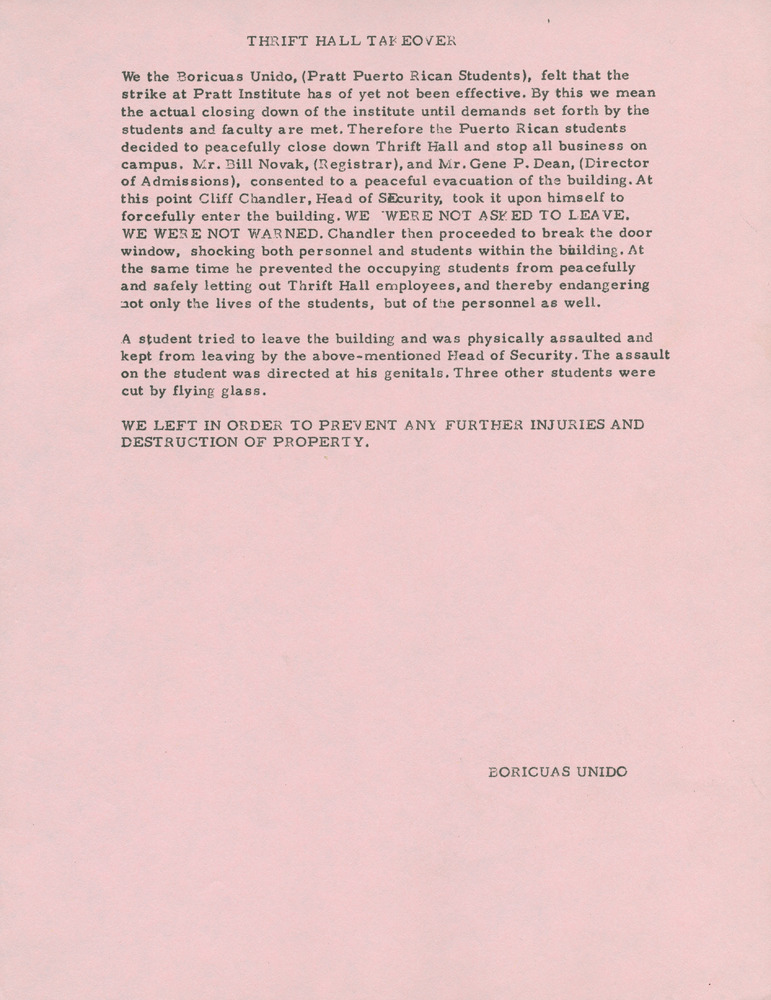 THRIFT HALL TAKEOVER
We the Boricuas Unido, (Pratt Puerto Rican Students), felt that the
strike at Pratt Institute has of yet not been effective. By this we mean
the actual closing down of the institute until demands set forth by the
students and faculty are met. Therefore the Puerto Rican students
decided to peacefully close down Thrift Hall and stop all business on
campus. Mr. Bill Novak, (Registrar), and Mr. Gene P. Dean, (Director
of Admissions), consented to a peaceful evacuation of the building. At
this point Cliff Chandler, Head of SEcurity, took it upon himself to
forcefully enter the building. WE WERE NOT ASKED TO LEAVE.
WE WERE NOT WARNED. Chandler then proceeded to break the door
window, shocking both personnel and students within the building. At
the same time he prevented the occupying students from peacefully
and safely letting out Thrift Hall employees, and thereby endangering
not only the lives of the students, but of the personnel as well.
A student tried to leave the building and was physically assaulted and
kept from leaving by the above-mentioned Head of Security. The assault
on the student was directed at his genitals. Three other students were
cut by flying glass.
WE LEFT IN ORDER TO PREVENT ANY FURTHER INJURIES AND
DESTRUCTION OF PROPERTY.
BORICUAS UNIDO